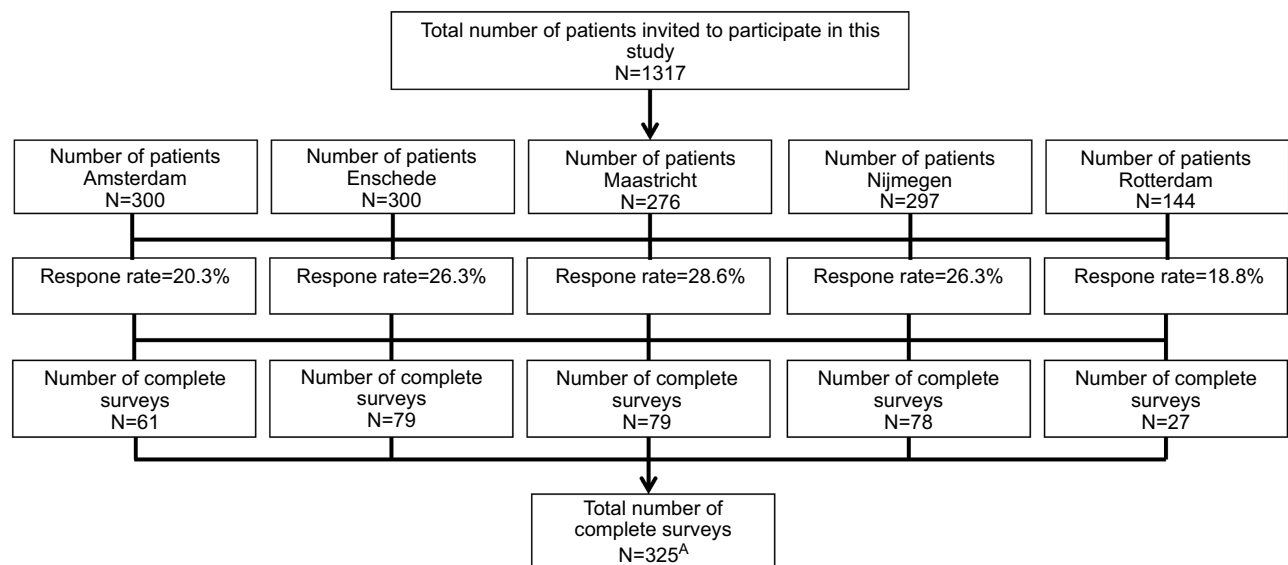 Total number of patients invited to participate in this
study
N=1317
Number of patients
Amsterdam
N=300
Number of patients
Enschede
N=300
Number of patients
Maastricht
N=276
Number of patients
Nijmegen
N=297
Number of patients
Rotterdam
N=144
Respone rate=20.3%
Respone rate=26.3%
Respone rate=28.6%
Respone rate=26.3%
Respone rate=18.8%
Number of complete
surveys
N=61
Number of complete
surveys
N=79
Number of complete
surveys
N=79
Number of complete
surveys
N=78
Number of complete
surveys
N=27
Total number of
complete surveys
N=325ᴬ